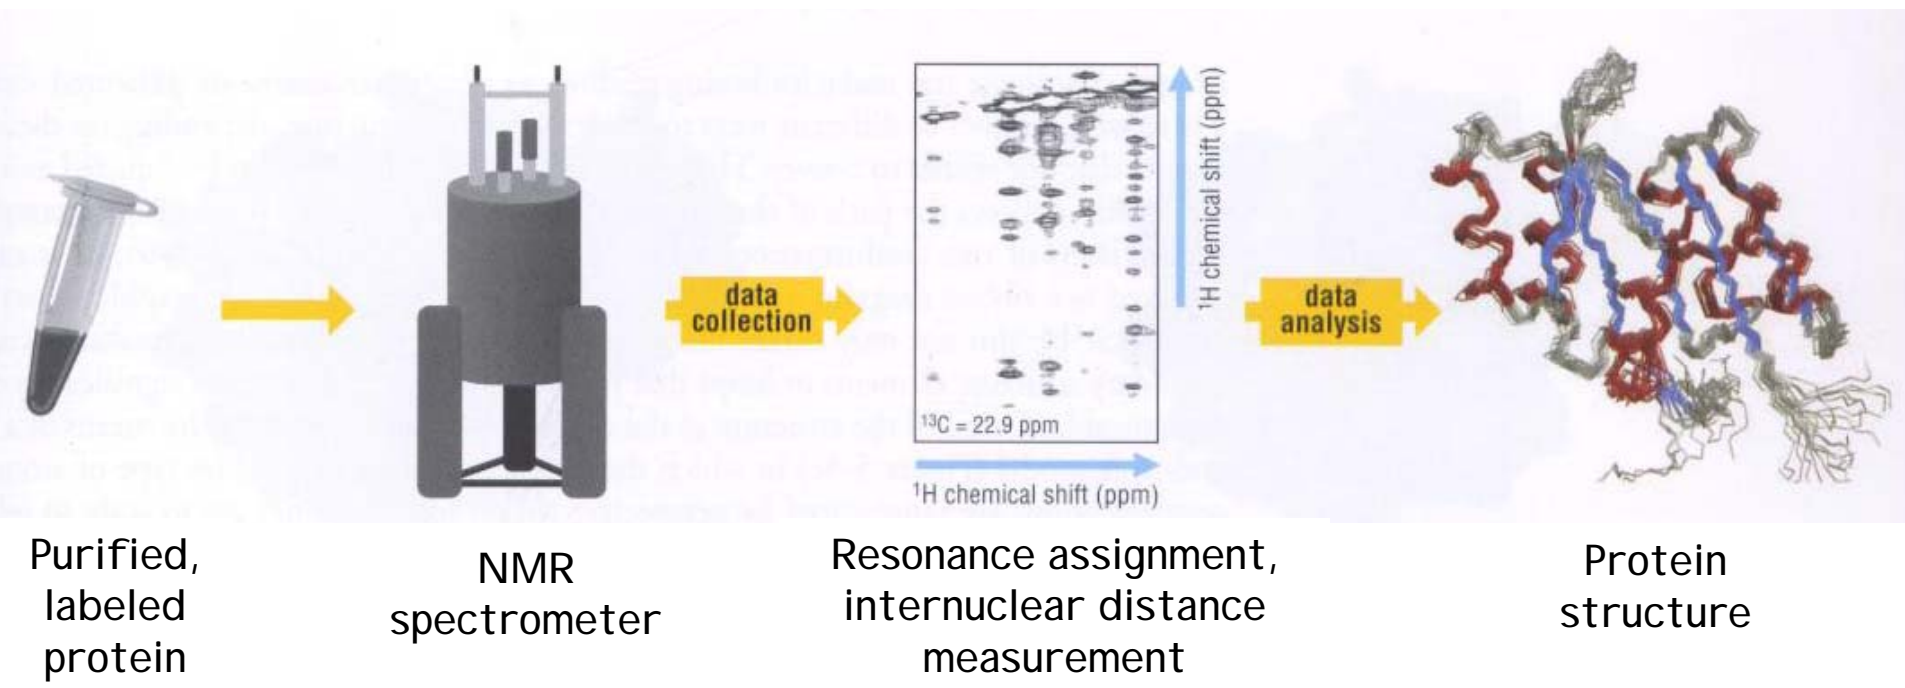 data
collection
¹³C = 22.9 ppm
¹H chemical shift (ppm)
¹H chemical shift (ppm)
data
analysis
Purified,
labeled
protein
NMR
spectrometer
Resonance assignment,
internuclear distance
measurement
Protein
structure